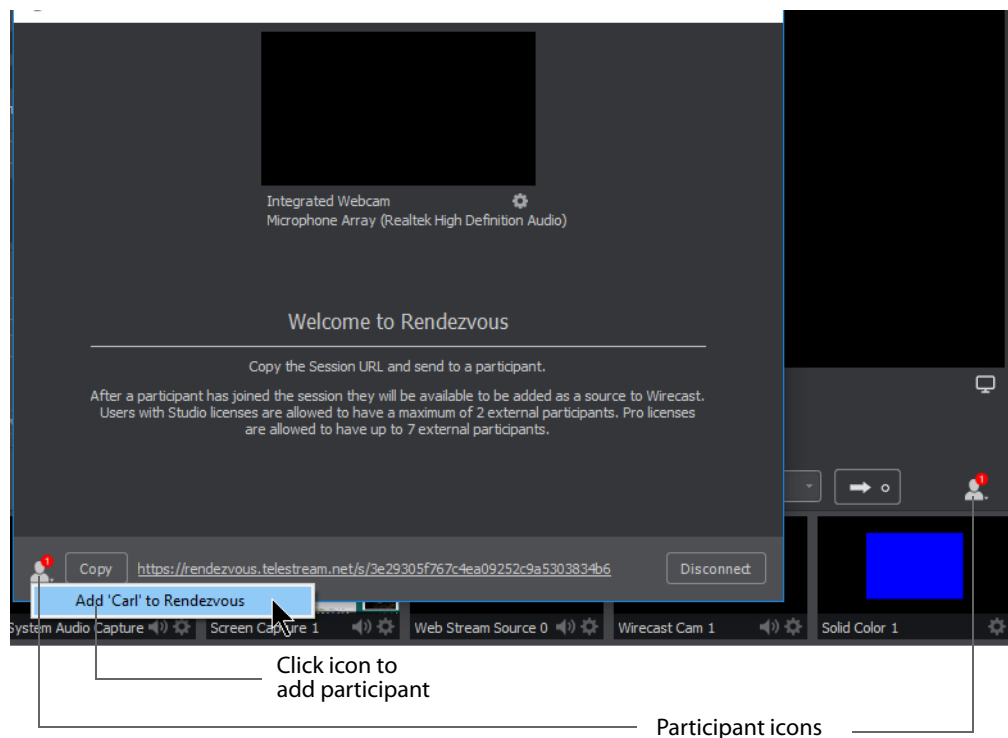 Integrated Webcam
Microphone Array (Realtek High Definition Audio)
Welcome to Rendezvous
Copy the Session URL and send to a participant.
After a participant has joined the session they will be available to be added as a source to Wirecast.
Users with Studio licenses are allowed to have a maximum of 2 external participants. Pro licenses
are allowed to have up to 7 external participants.
1
1
Copy
https://rendezvous.telestream.net/s/3e29305f767c4ea09252c9a5303834b6
Disconnect
Add 'Carl' to Rendezvous
System Audio Capture
Screen Capture 1
Web Stream Source 0
Wirecast Cam 1
Solid Color 1
Click icon to
add participant
Participant icons